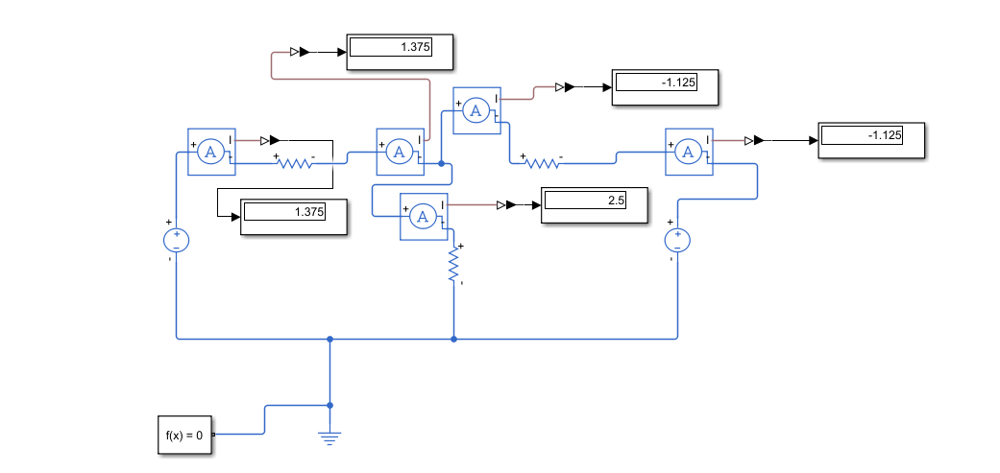 1.375
-1.125
-1.125
A
I
+
-
A
I
+
-
A
I
+
-
A
I
+
-
+
-
+
-
1.375
2.5
A
I
+
-
+
-
+
-
+
-
+
-
+
-
f(x) = 0